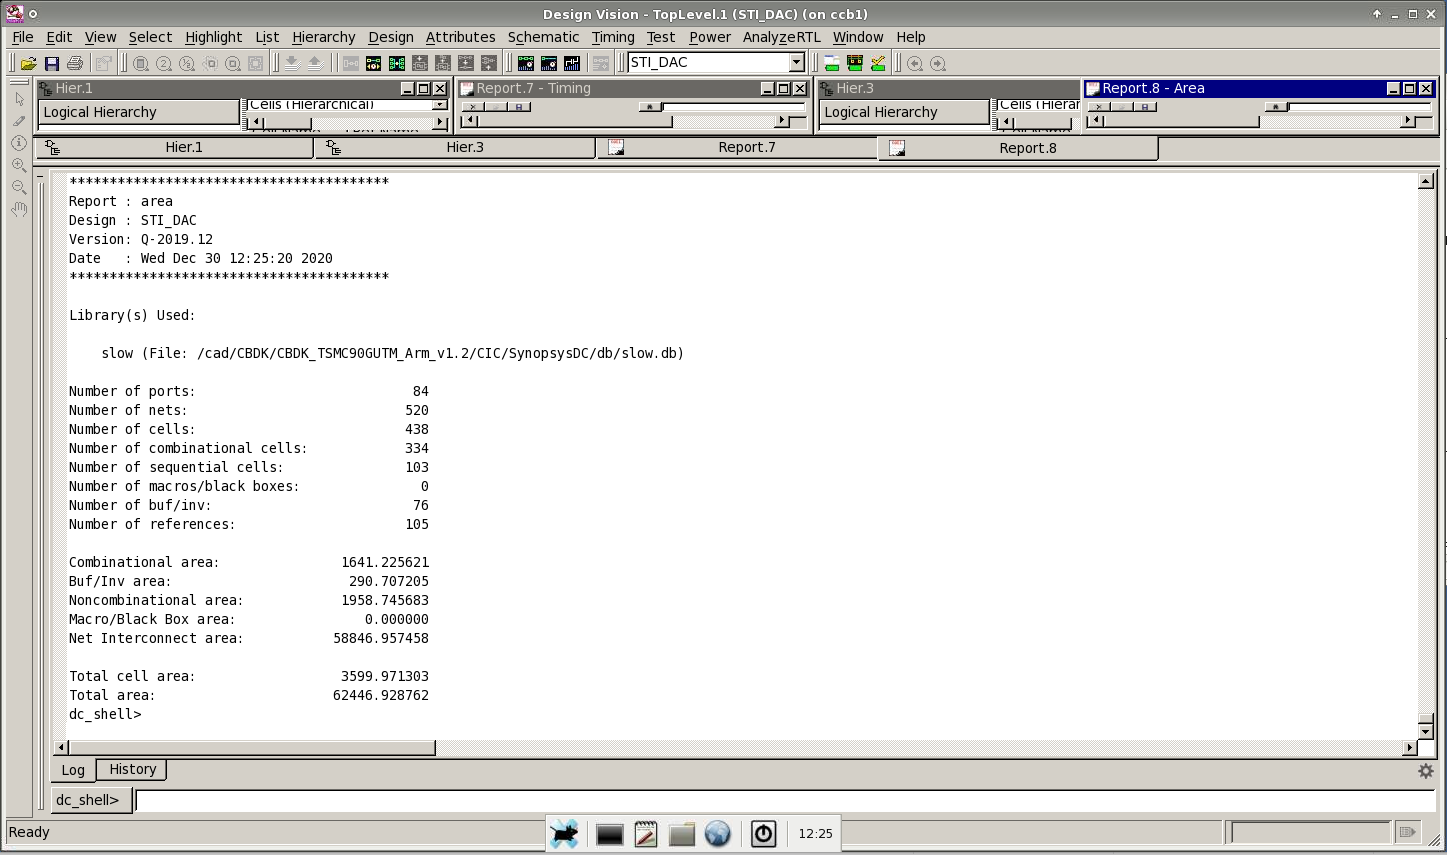 Design Vision - TopLevel.1 (STI_DAC) (on ccb1)
File Edit View Select Highlight List Hierarchy Design Attributes Schematic Timing Test Power AnalyzeRTL Window Help
STI_DAC
Hier.1 Report.7 - Timing Hier.3 Report.8 - Area
Logical Hierarchy Cells (Hierarchical) Logical Hierarchy Cells (Hierar
Hier.1 Hier.3 Report.7 Report.8
****************************************
Report : area
Design : STI_DAC
Version: Q-2019.12
Date   : Wed Dec 30 12:25:20 2020
****************************************
Library(s) Used:
slow (File: /cad/CBDK/CBDK_TSMC90GUTM_Arm_v1.2/CIC/SynopsysDC/db/slow.db)
Number of ports: 84
Number of nets: 520
Number of cells: 438
Number of combinational cells: 334
Number of sequential cells: 103
Number of macros/black boxes: 0
Number of buf/inv: 76
Number of references: 105
Combinational area: 1641.225621
Buf/Inv area: 290.707205
Noncombinational area: 1958.745683
Macro/Black Box area: 0.000000
Net Interconnect area: 58846.957458
Total cell area: 3599.971303
Total area: 62446.928762
dc_shell>
Log History
dc_shell>
Ready
12:25